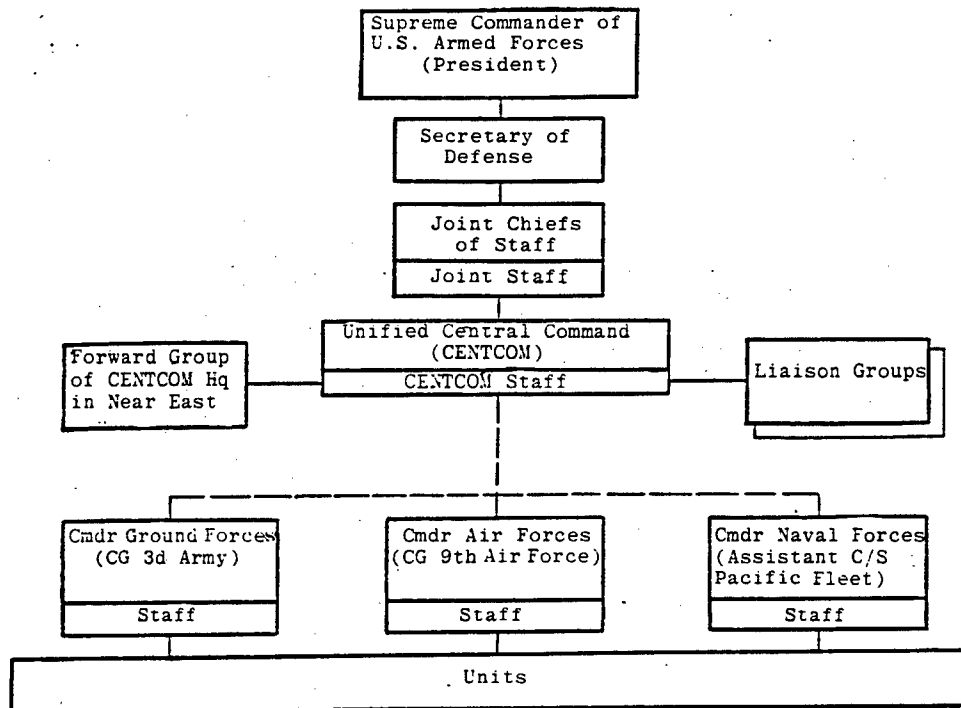 Supreme Commander of
U.S. Armed Forces
(President)
Secretary of
Defense
Joint Chiefs
of Staff
Joint Staff
Unified Central Command
(CENTCOM)
CENTCOM Staff
Forward Group
of CENTCOM Hq
in Near East
Liaison Groups
Cmdr Ground Forces
(CG 3d Army)
Staff
Cmdr Air Forces
(CG 9th Air Force)
Staff
Cmdr Naval Forces
(Assistant C/S
Pacific Fleet)
Staff
Units